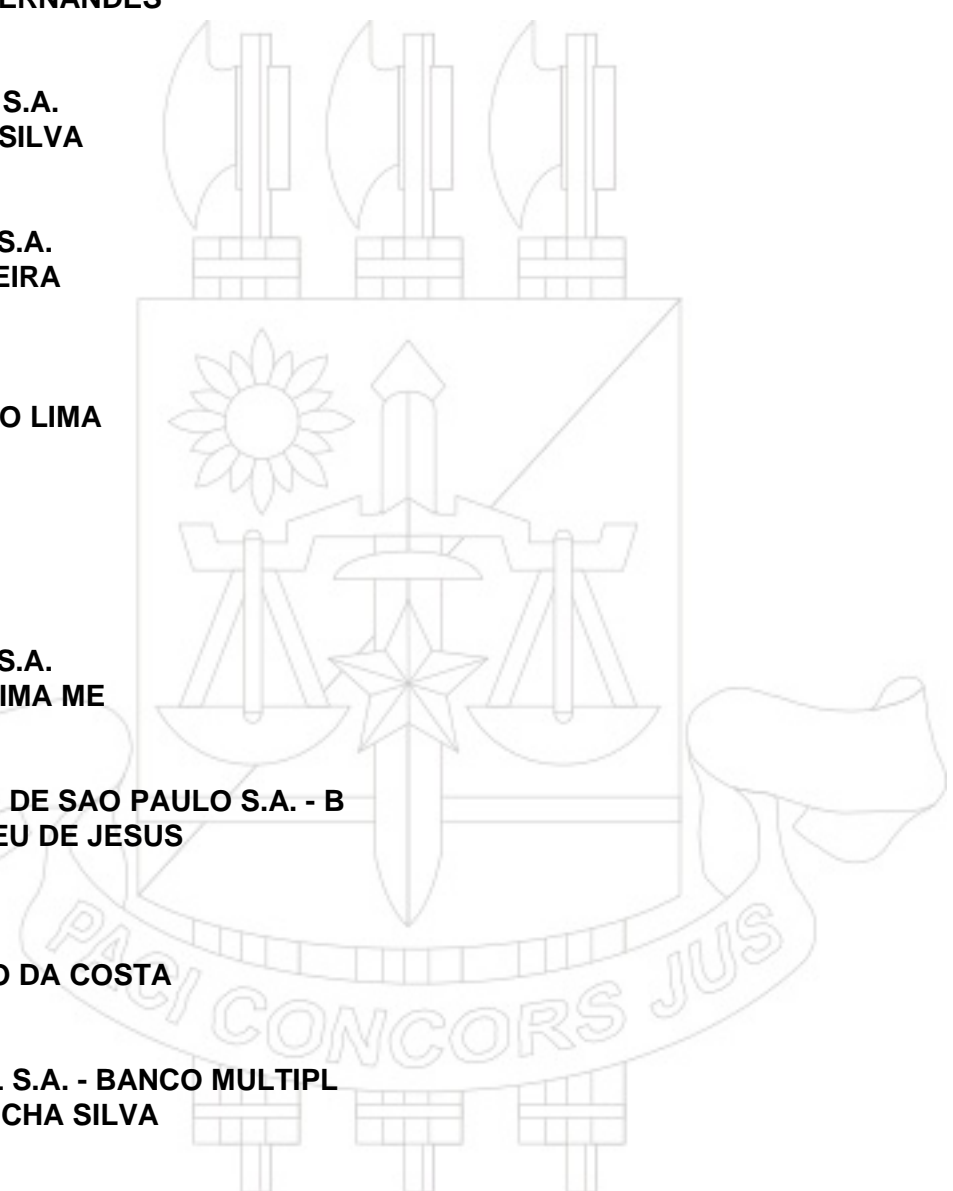 ERNANDES
S.A.
SILVA
S.A.
EIRA
O LIMA
S.A.
IMA ME
DE SAO PAULO S.A. - B
EU DE JESUS
O DA COSTA
PACI CONCORS JUS
L S.A. - BANCO MULTIPL
CHA SILVA